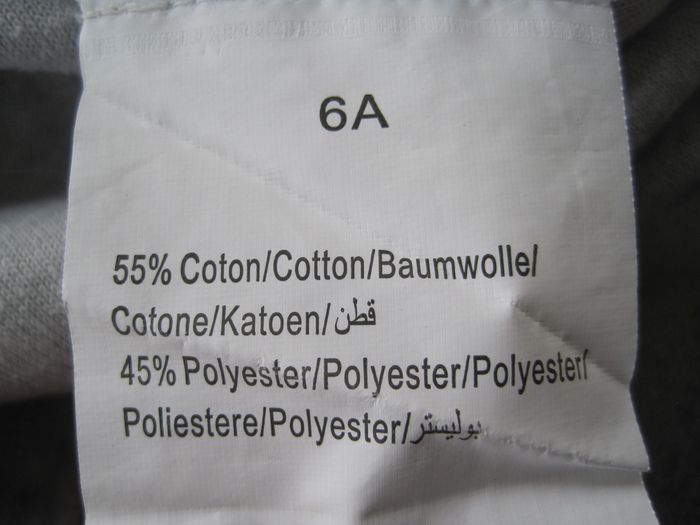 6A
55% Coton/Cotton/Baumwolle/
Cotone/Katoen/قطن
45% Polyester/Polyester/Polyester/
Poliestere/Polyester/بوليستر